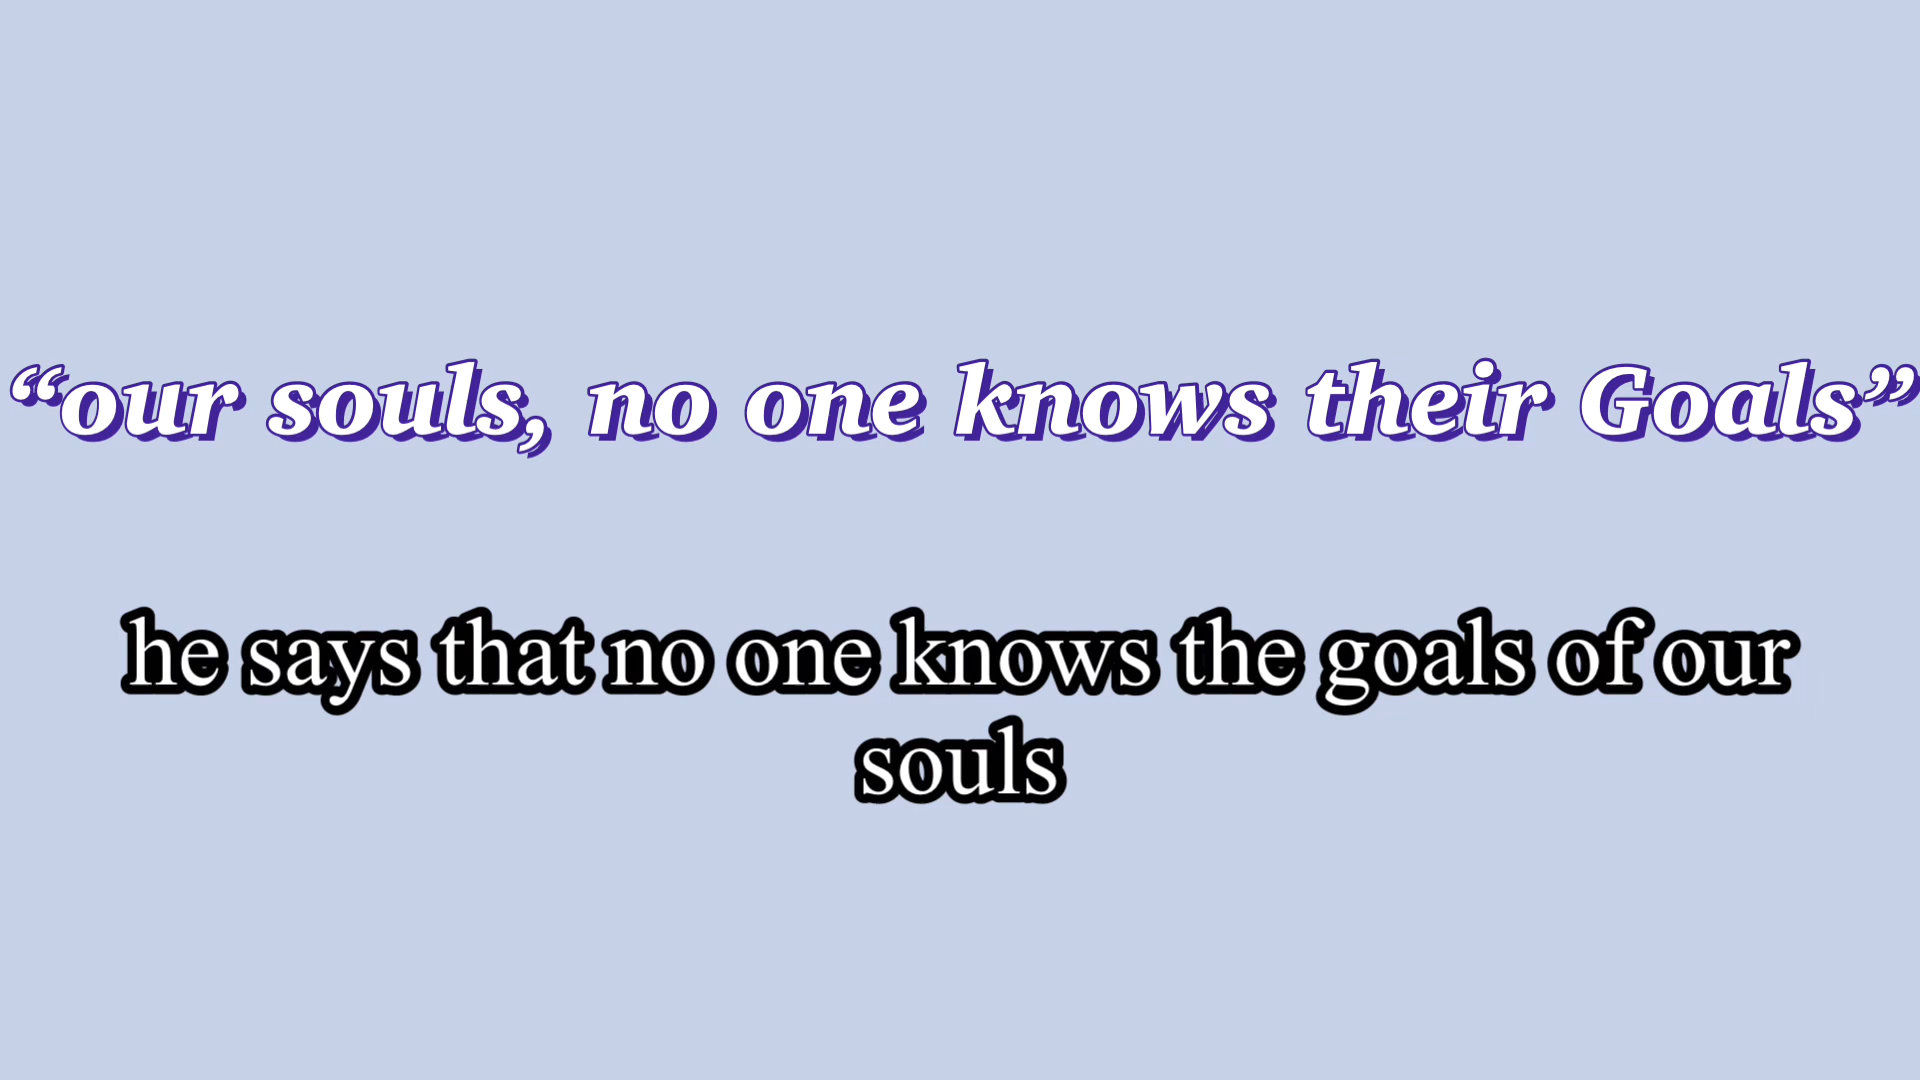 “our souls, no one knows their Goals”
he says that no one knows the goals of our
souls